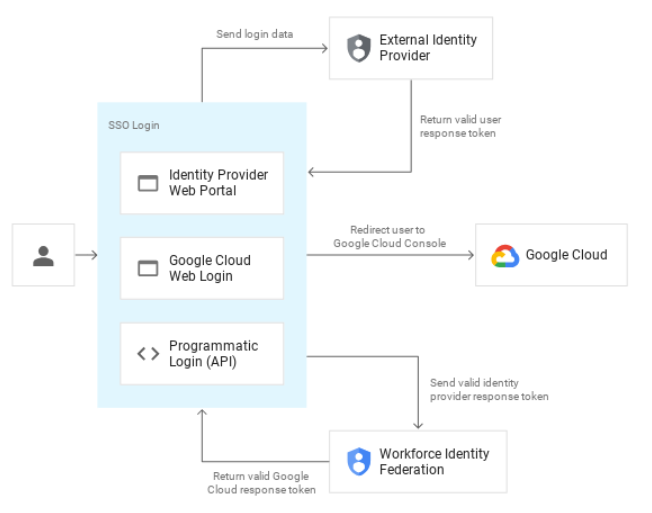 Send login data
External Identity
Provider
SSO Login
Return valid user
response token
Identity Provider
Web Portal
Redirect user to
Google Cloud Console
Google Cloud
Web Login
Google Cloud
Programmatic
Login (API)
Send valid identity
provider response token
Workforce Identity
Federation
Return valid Google
Cloud response token